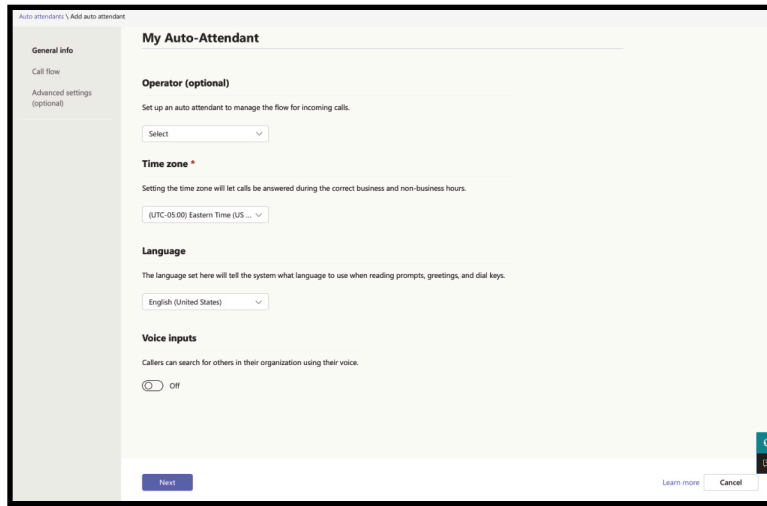 Auto attendants \ Add auto attendant
General info
Call flow
Advanced settings
(optional)
My Auto-Attendant
Operator (optional)
Set up an auto attendant to manage the flow for incoming calls.
Select
Time zone *
Setting the time zone will let calls be answered during the correct business and non-business hours.
(UTC-05:00) Eastern Time (US ...
Language
The language set here will tell the system what language to use when reading prompts, greetings, and dial keys.
English (United States)
Voice inputs
Callers can search for others in their organization using their voice.
Off
Next
Learn more
Cancel